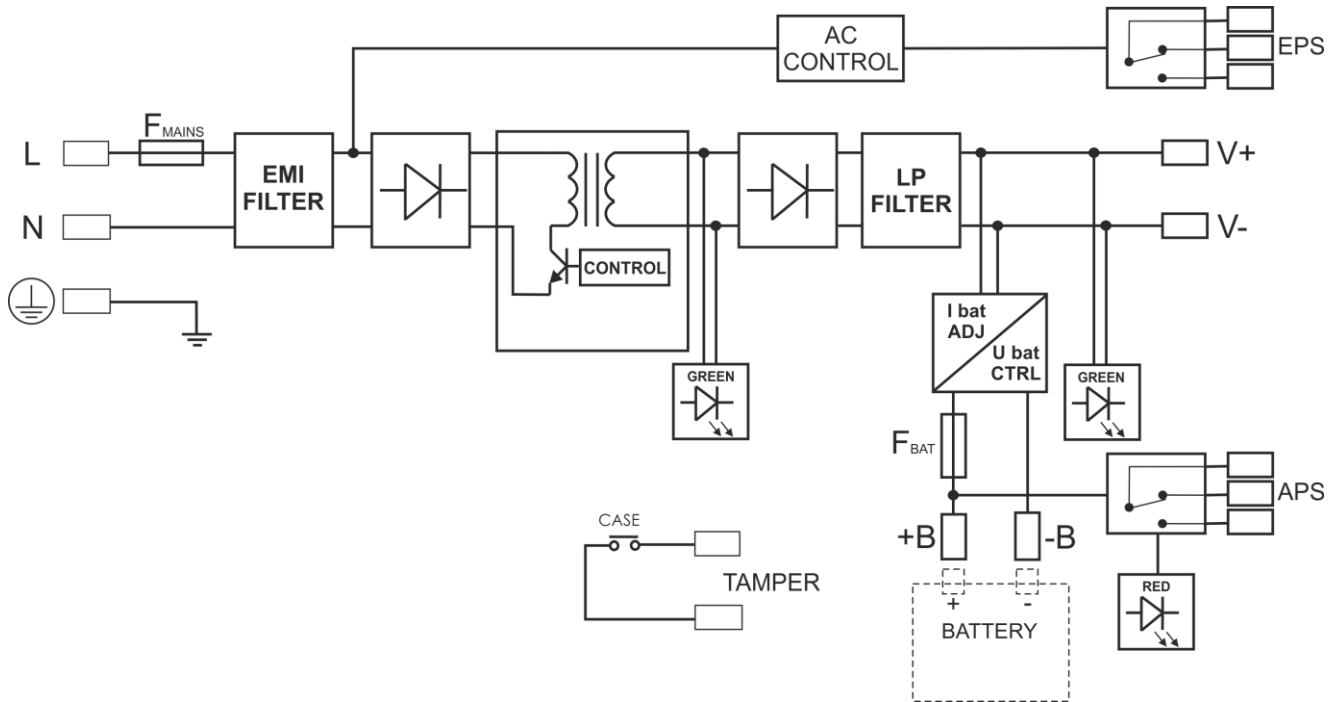 AC
CONTROL
EPS
L
F MAINS
EMI
FILTER
LP
FILTER
V+
N
V-
CONTROL
I bat
ADJ
U bat
CTRL
GREEN
GREEN
F BAT
APS
CASE
+B
-B
TAMPER
+
-
BATTERY
RED